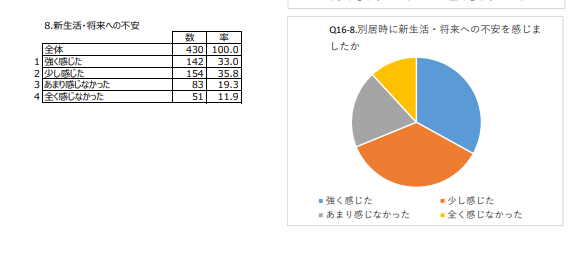 8.新生活・将来への不安
数 率
全体 430 100.0
1 強く感じた 142 33.0
2 少し感じた 154 35.8
3 あまり感じなかった 83 19.3
4 全く感じなかった 51 11.9
Q16-8.別居時に新生活・将来への不安を感じま
したか
強く感じた 少し感じた
あまり感じなかった 全く感じなかった